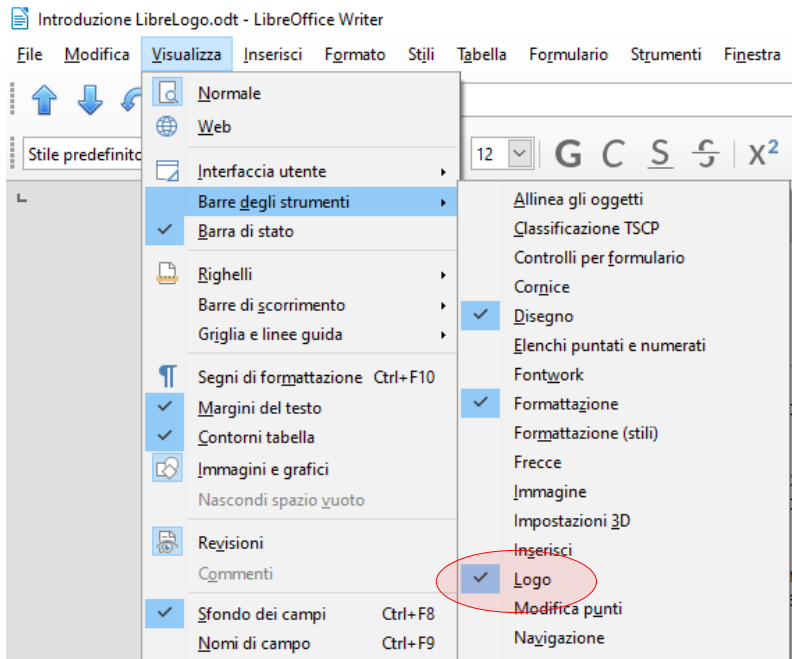 Introduzione LibreLogo.odt - LibreOffice Writer
File Modifica Visualizza Inserisci Formato Stili Tabella Formulario Strumenti Finestra
Normale
Web
Stile predefinito
12 G C S S X²
Interfaccia utente
Barre degli strumenti
Barra di stato
Righelli
Barre di scorrimento
Griglia e linee guida
Segni di formattazione Ctrl+F10
Margini del testo
Contorni tabella
Immagini e grafici
Nascondi spazio vuoto
Revisioni
Commenti
Sfondo dei campi Ctrl+F8
Nomi di campo Ctrl+F9
Allinea gli oggetti
Classificazione TSCP
Controlli per formulario
Cornice
Disegno
Elenchi puntati e numerati
Fontwork
Formattazione
Formattazione (stili)
Frecce
Immagine
Impostazioni 3D
Inserisci
Logo
Modifica punti
Navigazione